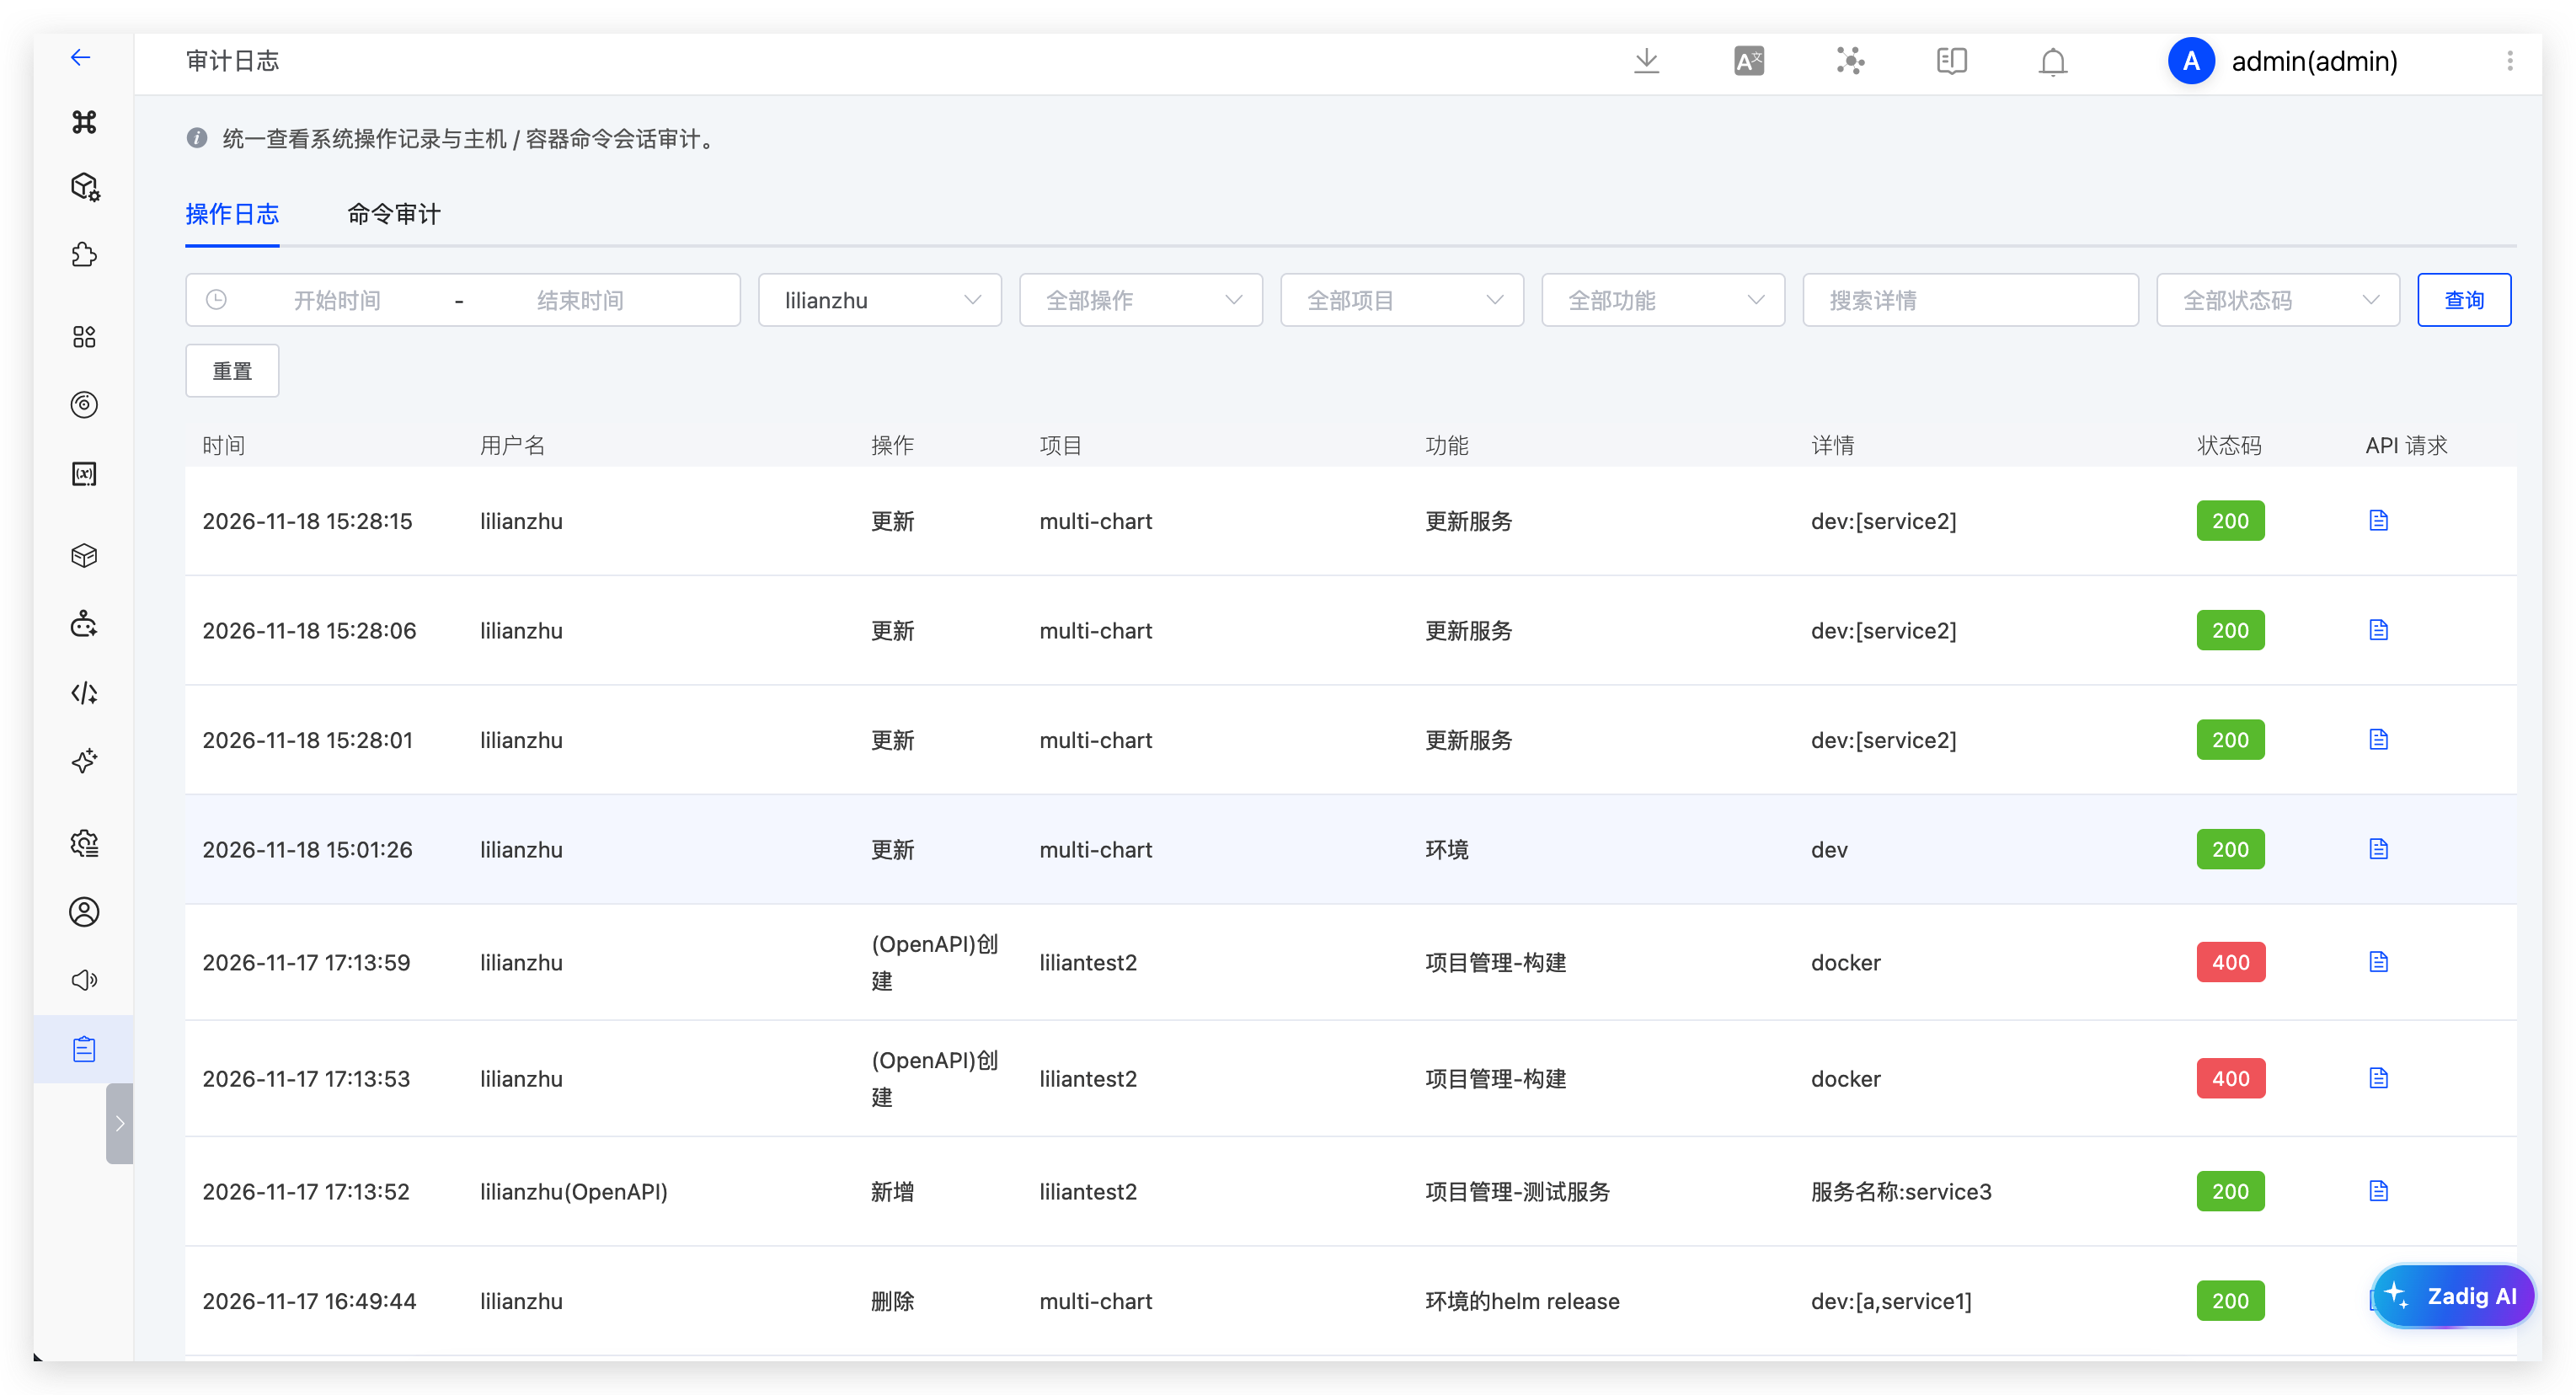 审计日志
A文
A
admin(admin)
统一查看系统操作记录与主机 / 容器命令会话审计。
操作日志 命令审计
开始时间 - 结束时间 lilianzhu 全部操作 全部项目 全部功能 搜索详情 全部状态码 查询
重置
时间 用户名 操作 项目 功能 详情 状态码 API 请求
2026-11-18 15:28:15 lilianzhu 更新 multi-chart 更新服务 dev:[service2] 200
2026-11-18 15:28:06 lilianzhu 更新 multi-chart 更新服务 dev:[service2] 200
2026-11-18 15:28:01 lilianzhu 更新 multi-chart 更新服务 dev:[service2] 200
2026-11-18 15:01:26 lilianzhu 更新 multi-chart 环境 dev 200
2026-11-17 17:13:59 lilianzhu (OpenAPI)创 liliantest2 项目管理-构建 docker 400
建
2026-11-17 17:13:53 lilianzhu (OpenAPI)创 liliantest2 项目管理-构建 docker 400
建
2026-11-17 17:13:52 lilianzhu(OpenAPI) 新增 liliantest2 项目管理-测试服务 服务名称:service3 200
2026-11-17 16:49:44 lilianzhu 删除 multi-chart 环境的helm release dev:[a,service1] 200
Zadig AI